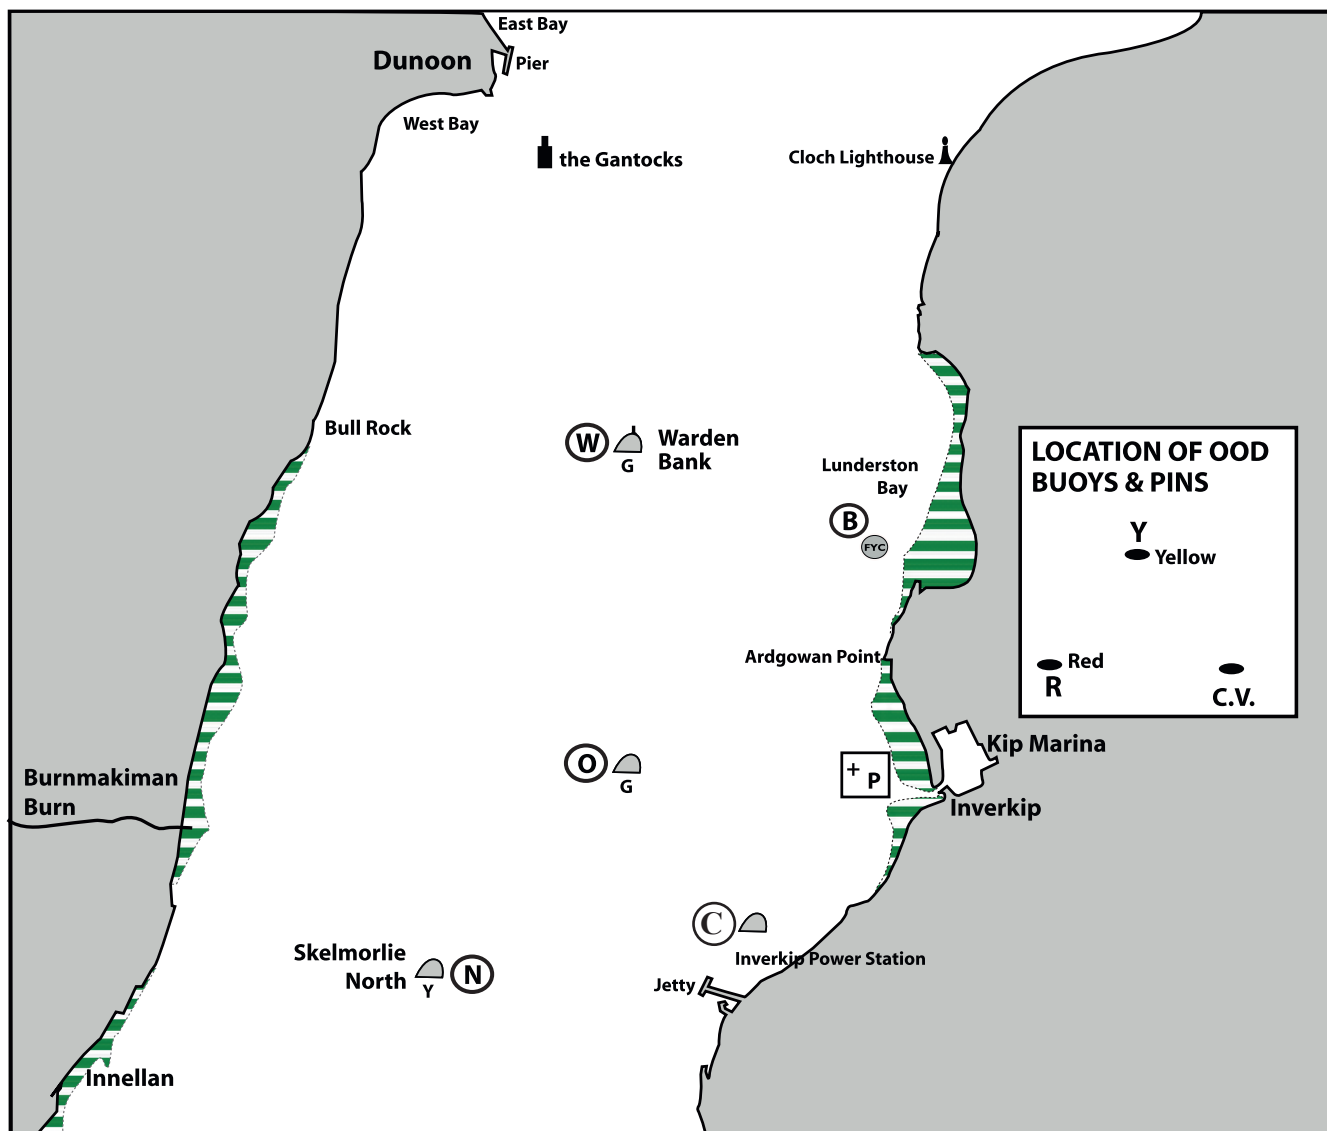 East Bay
Dunoon
Pier
West Bay
the Gantocks
Cloch Lighthouse
Bull Rock
W
G
Warden
Bank
Lunderston
Bay
B
FYC
LOCATION OF OOD
BUOYS & PINS
Y
Yellow
Red
R
C.V.
Ardgowan Point
Kip Marina
O
G
+
P
Inverkip
Burnmakiman
Burn
C
Inverkip Power Station
Skelmorlie
North
Y
N
Jetty
Innellan